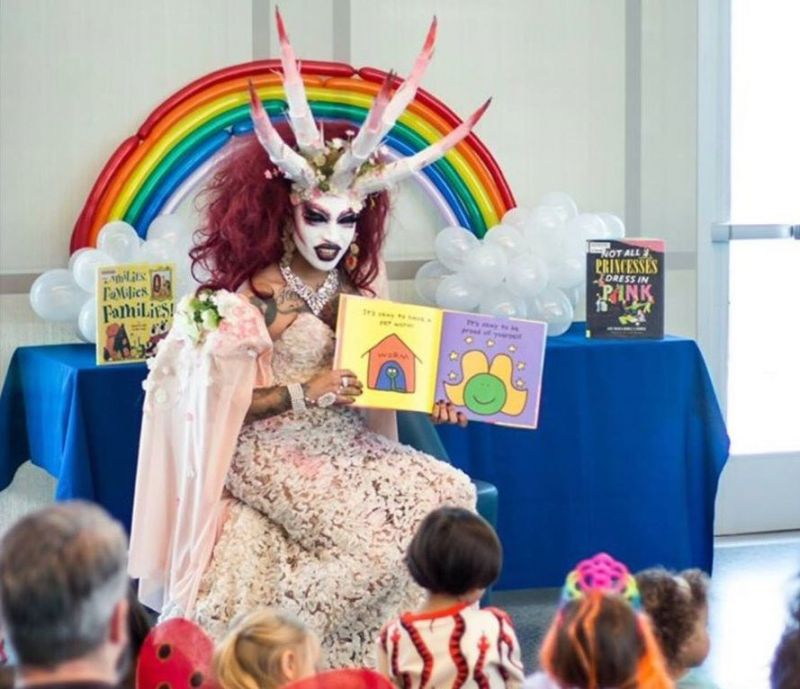 Families,
Families,
Families!
It's okay to have a
pet worm.
WORM
It's okay to be
proud of yourself.
NOT ALL
PRINCESSES
DRESS IN
PINK